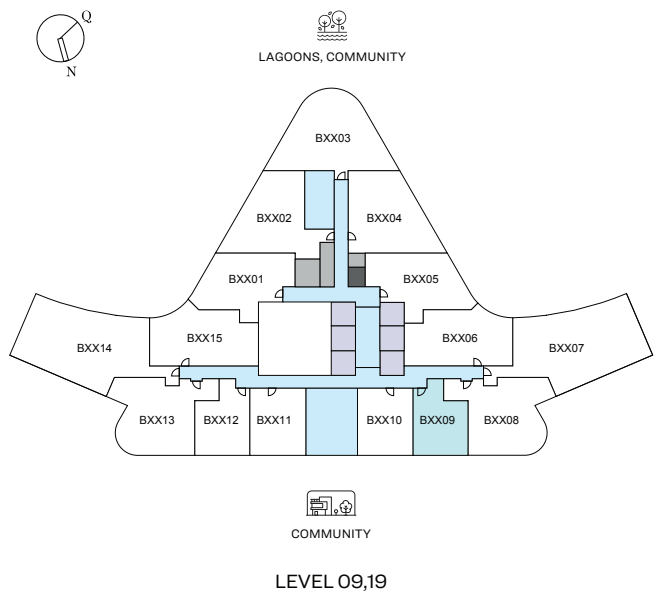 Q
N
LAGOONS, COMMUNITY
BXX03
BXX02
BXX04
BXX01
BXX05
BXX15
BXX06
BXX14
BXX07
BXX13
BXX12
BXX11
BXX10
BXX09
BXX08
COMMUNITY
LEVEL 09,19